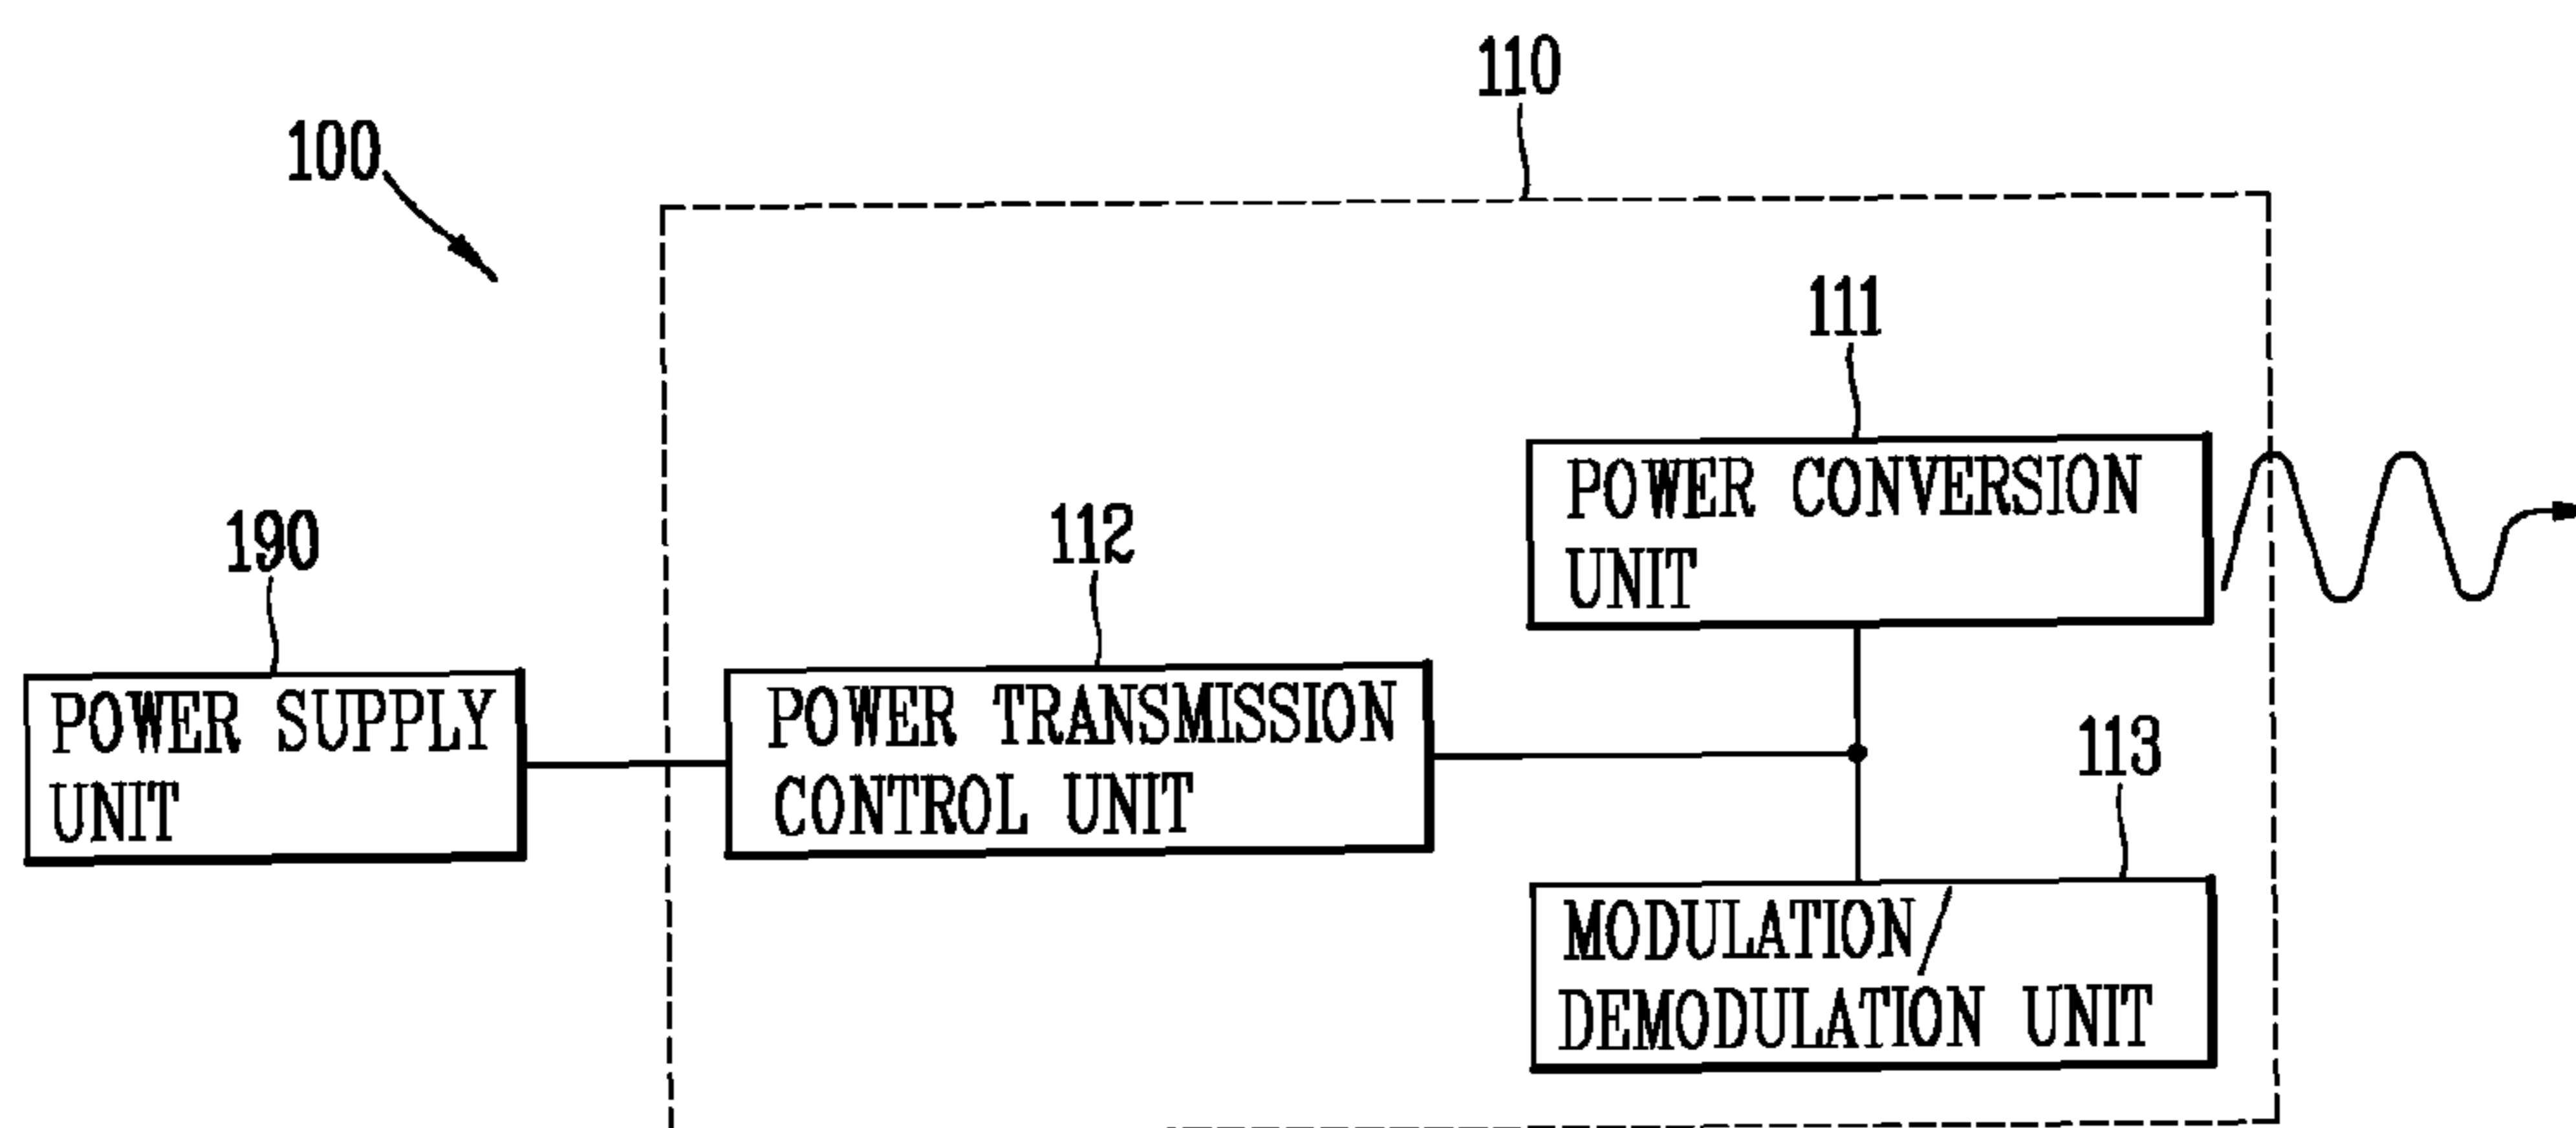 110
100
111
POWER CONVERSION
UNIT
190
112
POWER SUPPLY
UNIT
POWER TRANSMISSION
CONTROL UNIT
113
MODULATION/
DEMODULATION UNIT